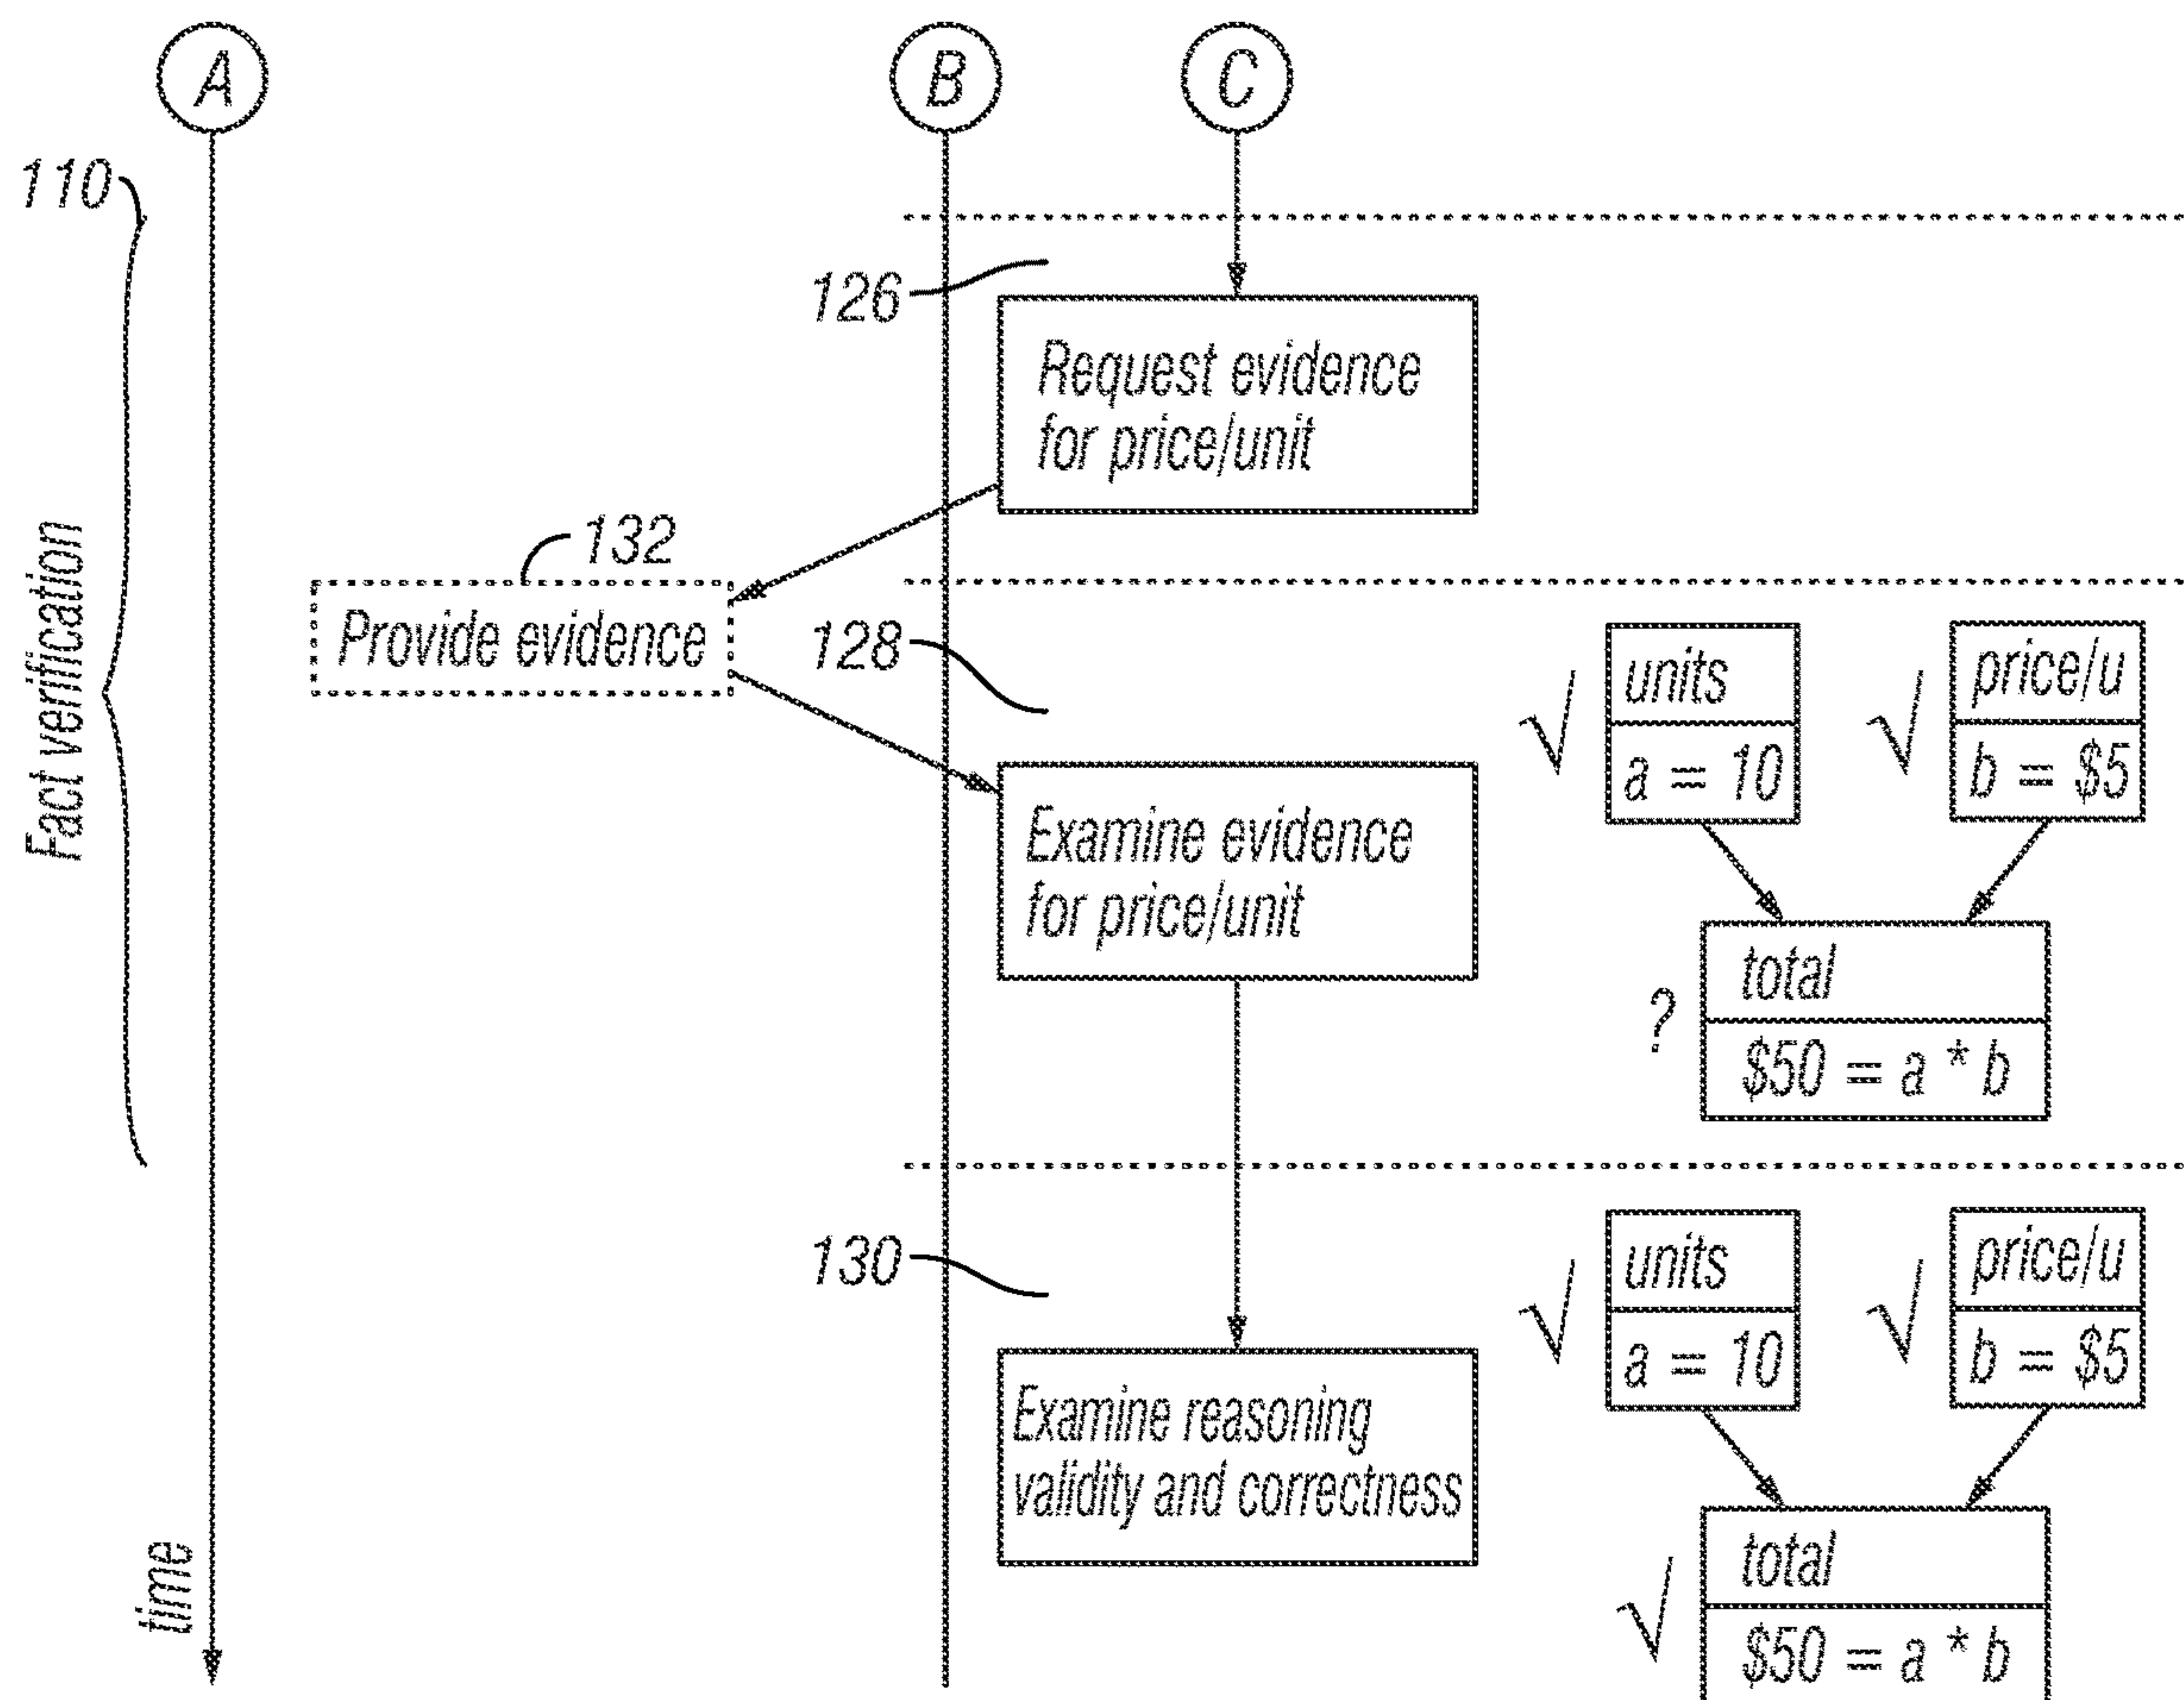 A
B
C
110
126
Request evidence
for price/unit
132
Provide evidence
Fact verification
128
units
a = 10
price/u
b = $5
Examine evidence
for price/unit
total
?
$50 = a * b
130
units
a = 10
price/u
b = $5
Examine reasoning
validity and correctness
total
$50 = a * b
time